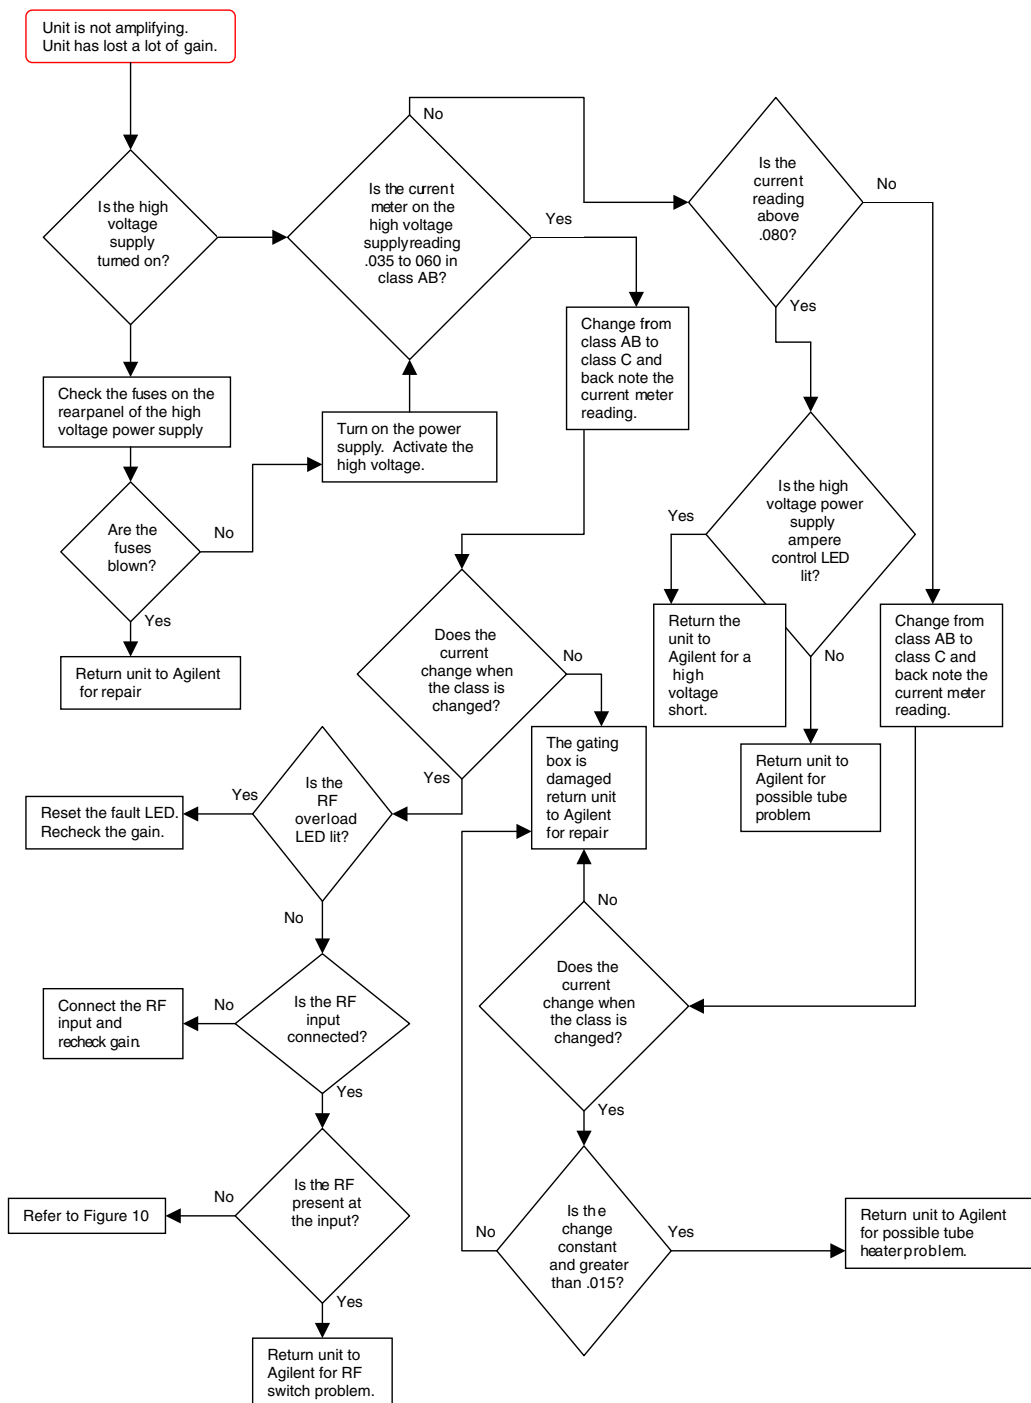 Unit is not amplifying.
Unit has lost a lot of gain.
Is the high
voltage
supply
turned on?
Check the fuses on the
rearpanel of the high
voltage power supply
Are the
fuses
blown?
No
Yes
Return unit to Agilent
for repair
Turn on the power
supply. Activate the
high voltage.
Is the current
meter on the
high voltage
supplyreading
.035 to 060 in
class AB?
No
Yes
Change from
class AB to
class C and
back note the
current meter
reading.
Is the
current
reading
above
.080?
No
Yes
Is the high
voltage power
supply
ampere
control LED
lit?
Yes
No
Return the
unit to
Agilent for a
high
voltage
short.
Return unit to
Agilent for
possible tube
problem
Change from
class AB to
class C and
back note the
current meter
reading.
Does the
current
change when
the class is
changed?
No
Yes
The gating
box is
damaged
return unit
to Agilent
for repair
Is the
RF
overload
LED lit?
Yes
No
Reset the fault LED.
Recheck the gain.
Is the RF
input
connected?
No
Yes
Connect the RF
input and
recheck gain.
Is the RF
present at
the input?
No
Yes
Refer to Figure 10
Return unit to
Agilent for RF
switch problem.
No
Does the
current
change when
the class is
changed?
Yes
Is the
change
constant
and greater
than .015?
No
Yes
Return unit to Agilent
for possible tube
heaterproblem.